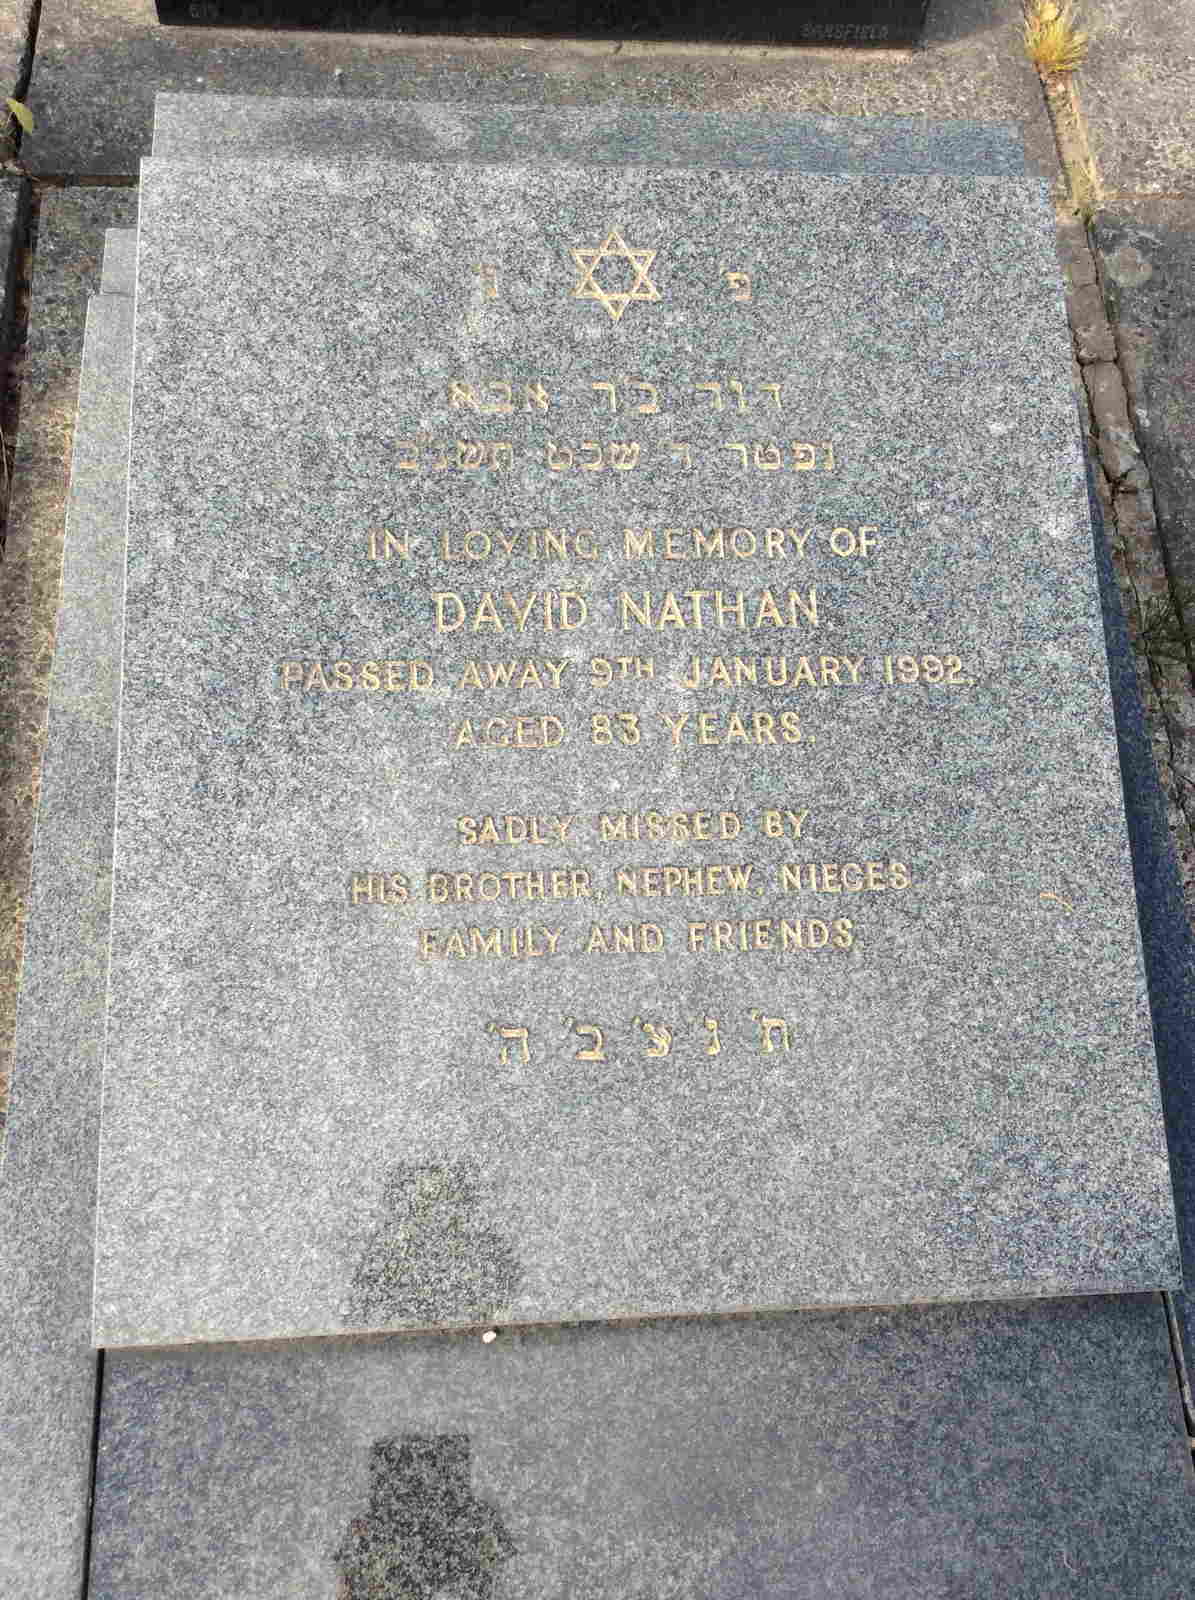 פ' נ'
דוד ב"ר אבא
נפטר ד' שבט תשנ"ב
IN LOVING MEMORY OF
DAVID NATHAN
PASSED AWAY 9TH JANUARY 1992,
AGED 83 YEARS.
SADLY MISSED BY
HIS BROTHER, NEPHEW, NIECES
FAMILY AND FRIENDS.
ת' נ' צ' ב' ה'